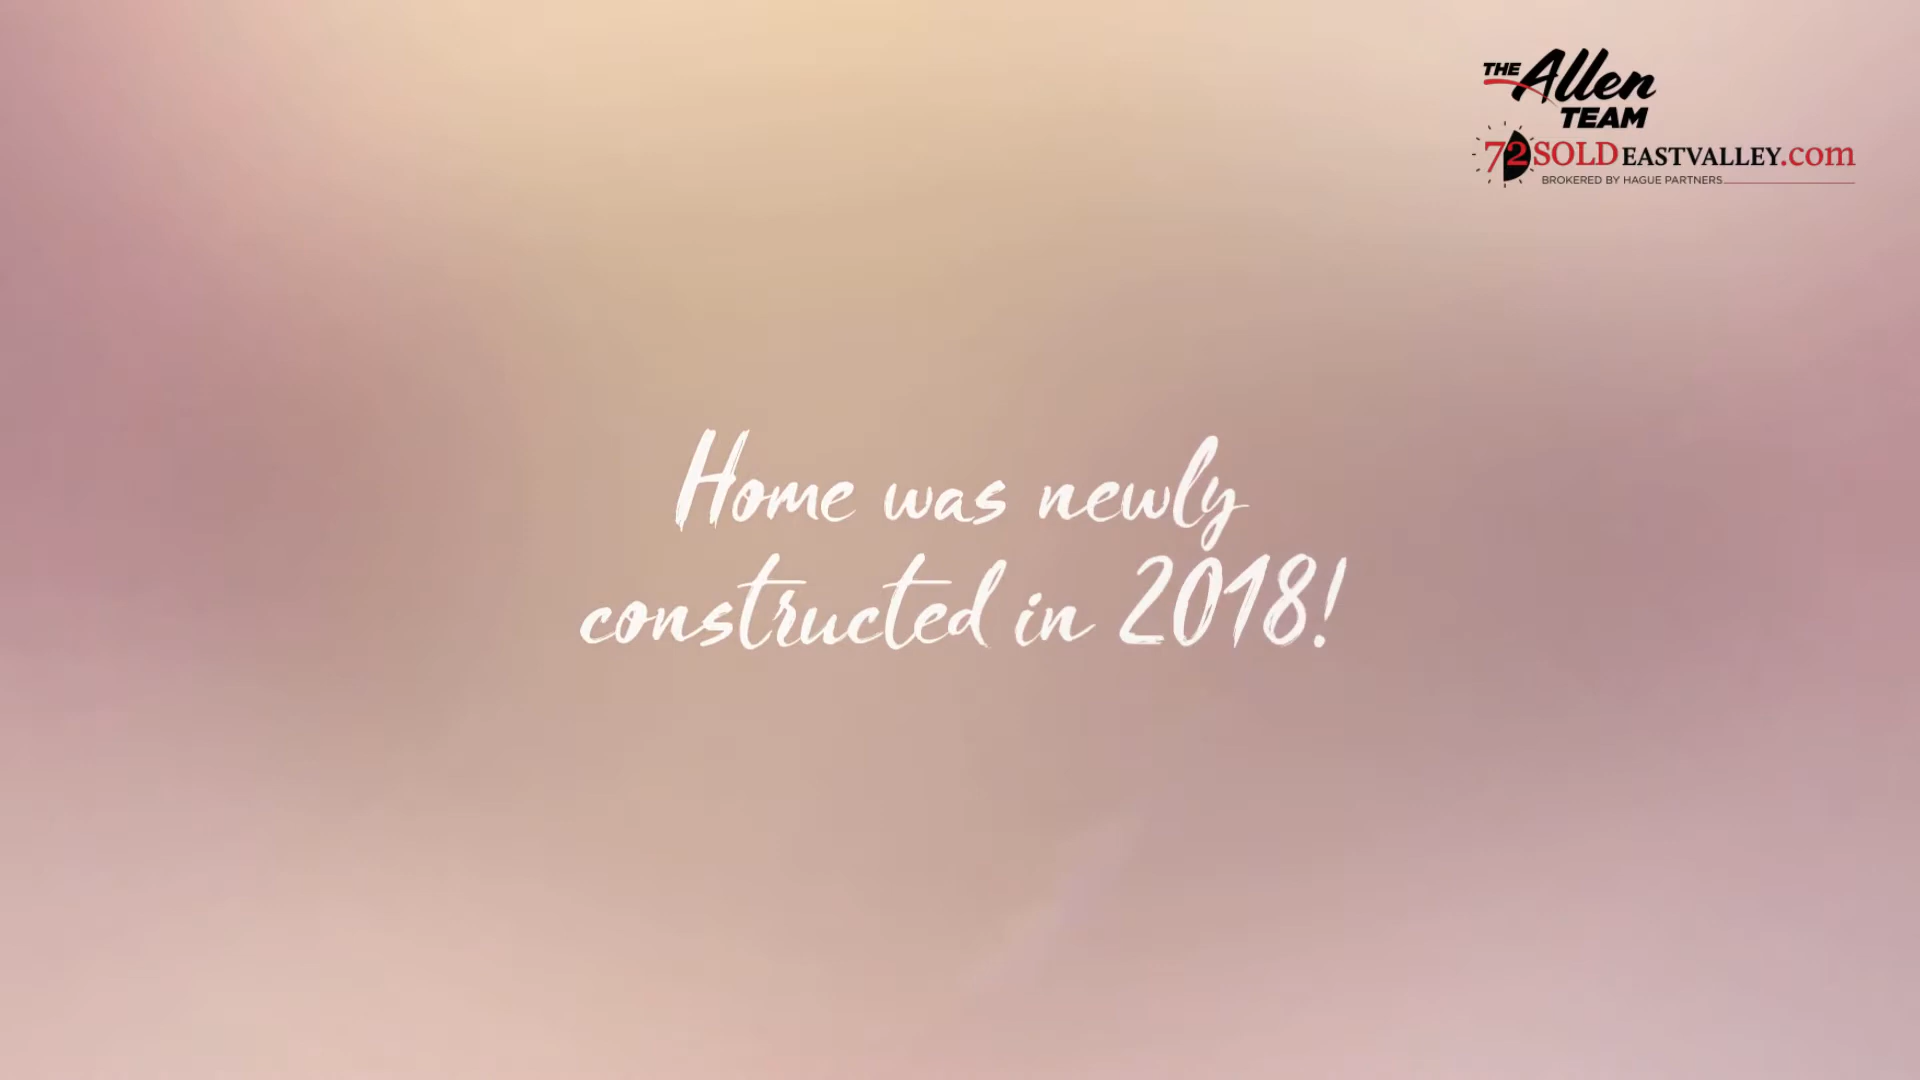 THE Allen
TEAM
72SOLDEASTVALLEY.com
BROKERED BY HAGUE PARTNERS
Home was newly
constructed in 2018!